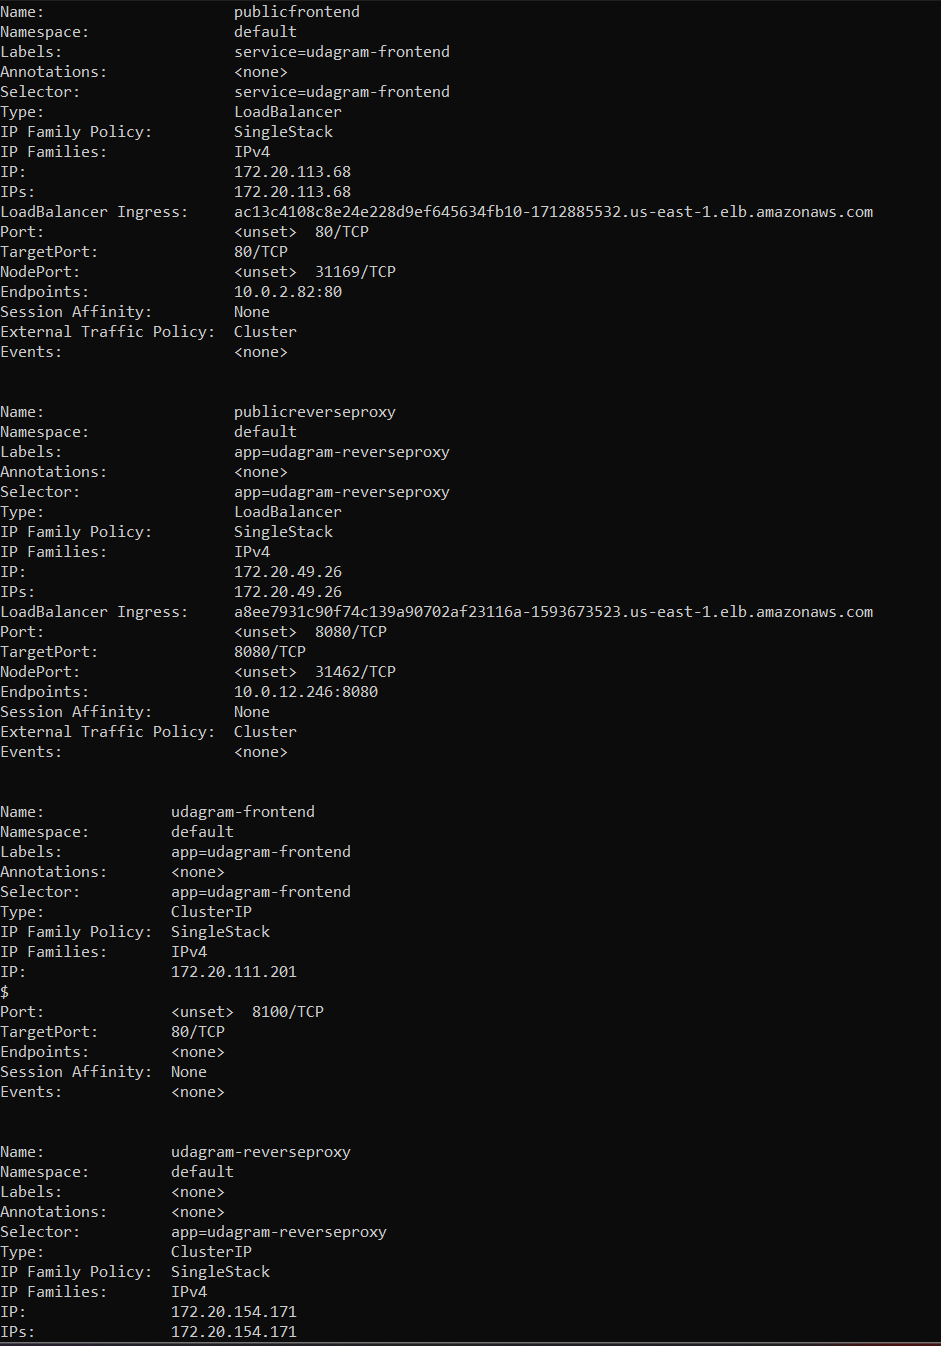 Name:                     publicfrontend
Namespace:                default
Labels:                   service=udagram-frontend
Annotations:              <none>
Selector:                 service=udagram-frontend
Type:                     LoadBalancer
IP Family Policy:         SingleStack
IP Families:              IPv4
IP:                       172.20.113.68
IPs:                      172.20.113.68
LoadBalancer Ingress:     ac13c4108c8e24e228d9ef645634fb10-1712885532.us-east-1.elb.amazonaws.com
Port:                     <unset>  80/TCP
TargetPort:               80/TCP
NodePort:                 <unset>  31169/TCP
Endpoints:                10.0.2.82:80
Session Affinity:         None
External Traffic Policy:  Cluster
Events:                   <none>
Name:                     publicreverseproxy
Namespace:                default
Labels:                   app=udagram-reverseproxy
Annotations:              <none>
Selector:                 app=udagram-reverseproxy
Type:                     LoadBalancer
IP Family Policy:         SingleStack
IP Families:              IPv4
IP:                       172.20.49.26
IPs:                      172.20.49.26
LoadBalancer Ingress:     a8ee7931c90f74c139a90702af23116a-1593673523.us-east-1.elb.amazonaws.com
Port:                     <unset>  8080/TCP
TargetPort:               8080/TCP
NodePort:                 <unset>  31462/TCP
Endpoints:                10.0.12.246:8080
Session Affinity:         None
External Traffic Policy:  Cluster
Events:                   <none>
Name:              udagram-frontend
Namespace:         default
Labels:            app=udagram-frontend
Annotations:       <none>
Selector:          app=udagram-frontend
Type:              ClusterIP
IP Family Policy:  SingleStack
IP Families:       IPv4
IP:                172.20.111.201
$
Port:              <unset>  8100/TCP
TargetPort:        80/TCP
Endpoints:         <none>
Session Affinity:  None
Events:            <none>
Name:              udagram-reverseproxy
Namespace:         default
Labels:            <none>
Annotations:       <none>
Selector:          app=udagram-reverseproxy
Type:              ClusterIP
IP Family Policy:  SingleStack
IP Families:       IPv4
IP:                172.20.154.171
IPs:               172.20.154.171